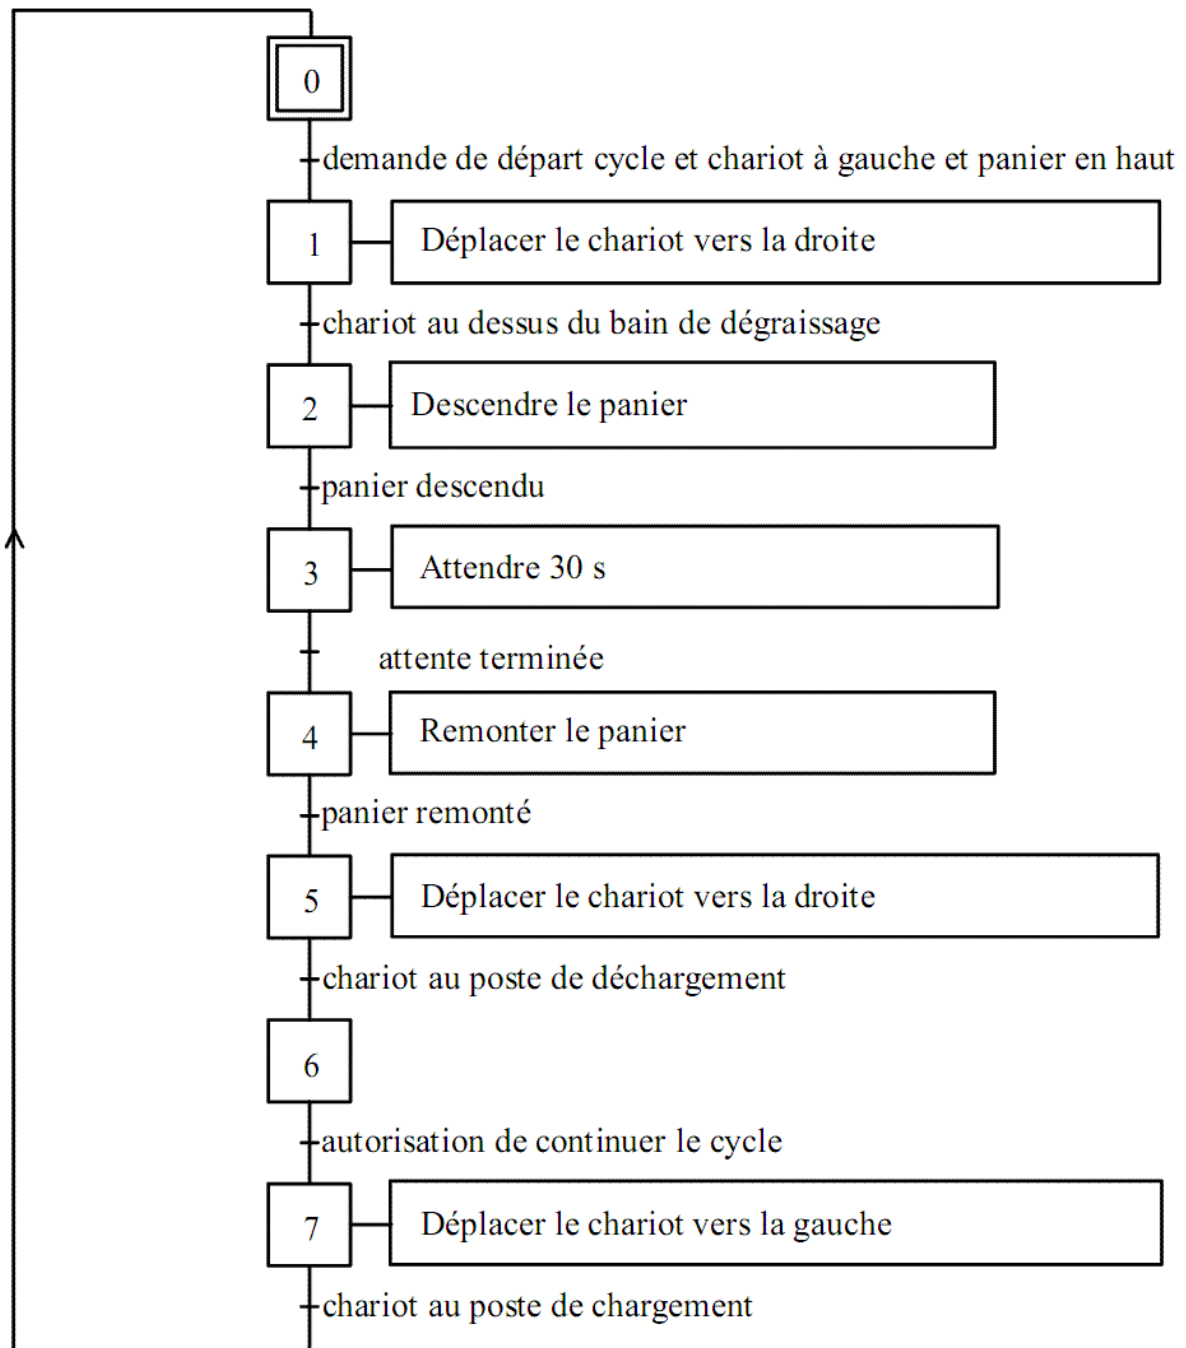 0
demande de départ cycle et chariot à gauche et panier en haut
1 Déplacer le chariot vers la droite
chariot au dessus du bain de dégraissage
2 Descendre le panier
panier descendu
3 Attendre 30 s
attente terminée
4 Remonter le panier
panier remonté
5 Déplacer le chariot vers la droite
chariot au poste de déchargement
6
autorisation de continuer le cycle
7 Déplacer le chariot vers la gauche
chariot au poste de chargement